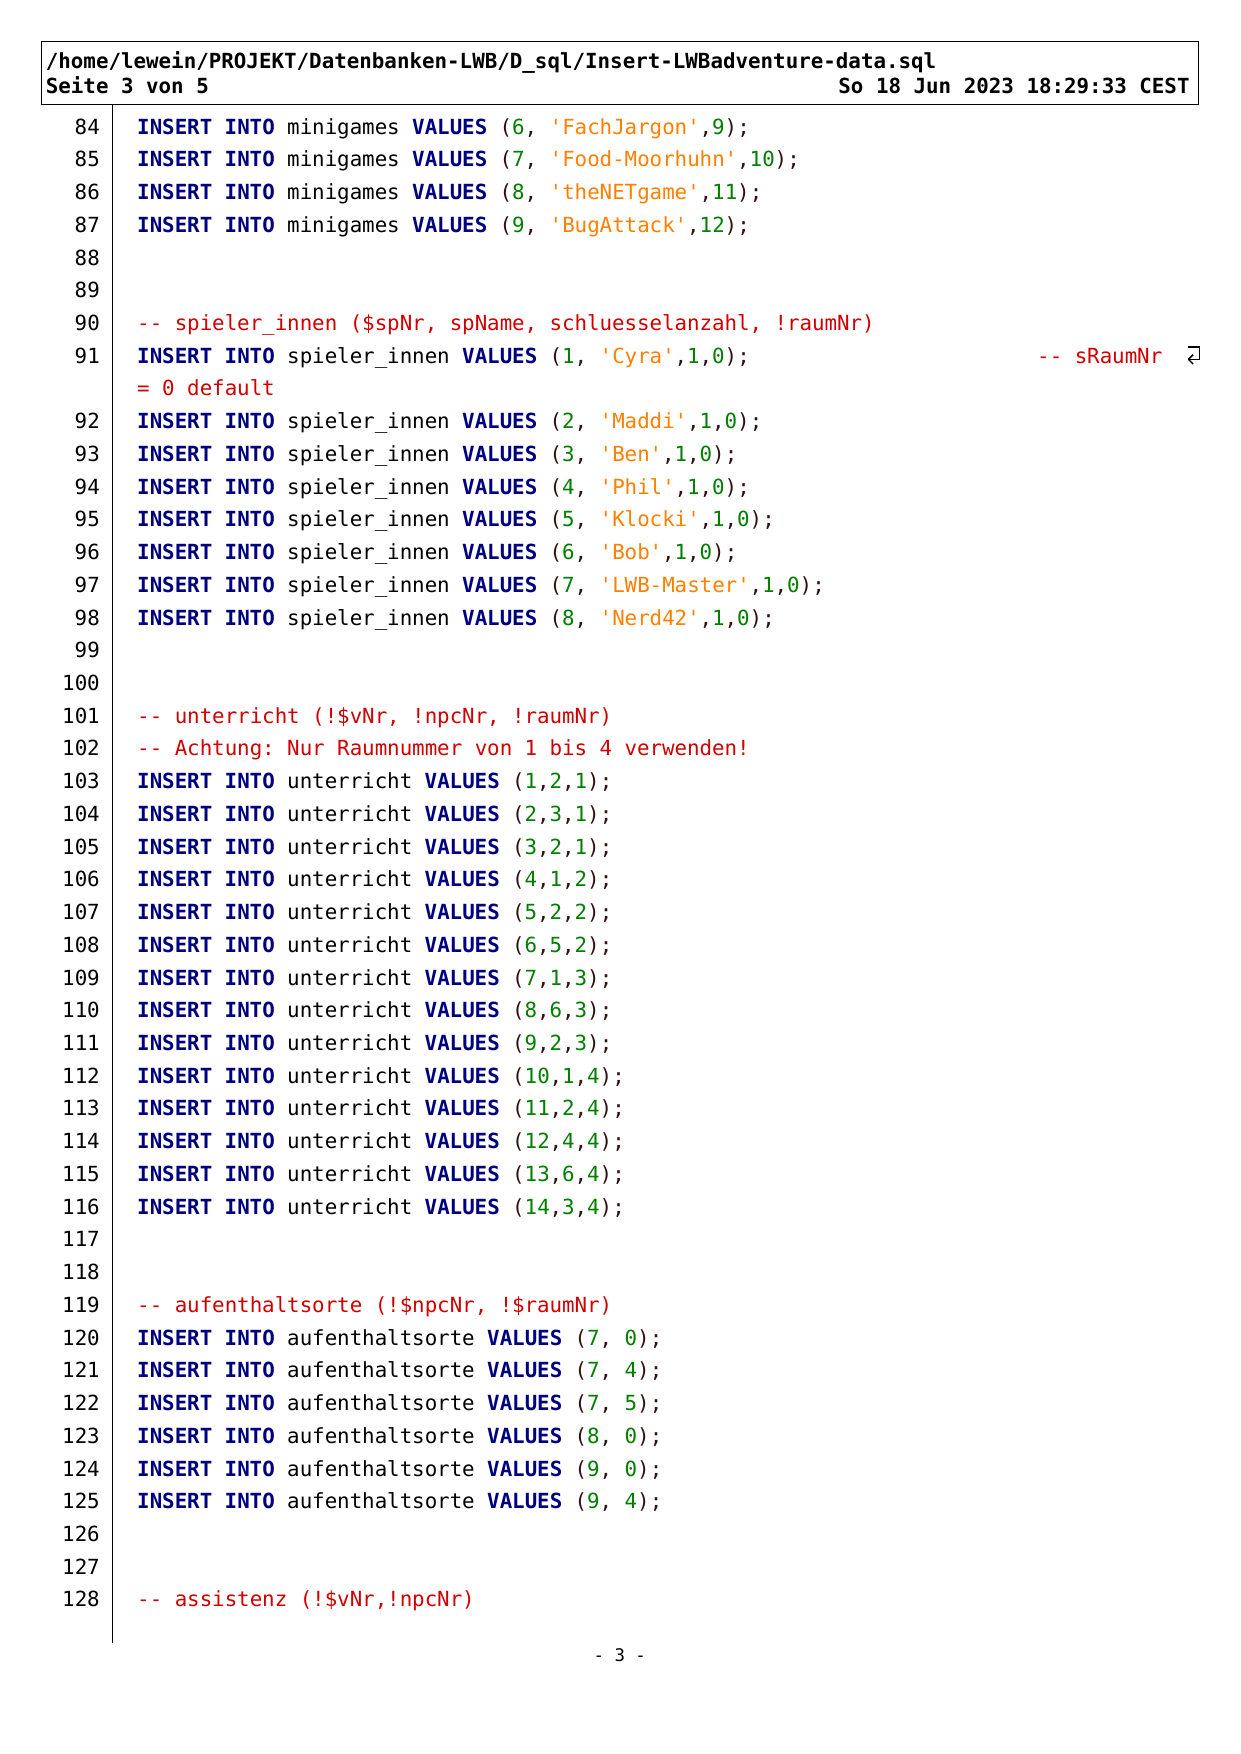 /home/lewein/PROJEKT/Datenbanken-LWB/D_sql/Insert-LWBadventure-data.sql
Seite 3 von 5 So 18 Jun 2023 18:29:33 CEST
84 INSERT INTO minigames VALUES (6, 'FachJargon',9);
85 INSERT INTO minigames VALUES (7, 'Food-Moorhuhn',10);
86 INSERT INTO minigames VALUES (8, 'theNETgame',11);
87 INSERT INTO minigames VALUES (9, 'BugAttack',12);
88
89
90 -- spieler_innen ($spNr, spName, schluesselanzahl, !raumNr)
91 INSERT INTO spieler_innen VALUES (1, 'Cyra',1,0); -- sRaumNr
= 0 default
92 INSERT INTO spieler_innen VALUES (2, 'Maddi',1,0);
93 INSERT INTO spieler_innen VALUES (3, 'Ben',1,0);
94 INSERT INTO spieler_innen VALUES (4, 'Phil',1,0);
95 INSERT INTO spieler_innen VALUES (5, 'Klocki',1,0);
96 INSERT INTO spieler_innen VALUES (6, 'Bob',1,0);
97 INSERT INTO spieler_innen VALUES (7, 'LWB-Master',1,0);
98 INSERT INTO spieler_innen VALUES (8, 'Nerd42',1,0);
99
100
101 -- unterricht (!$vNr, !npcNr, !raumNr)
102 -- Achtung: Nur Raumnummer von 1 bis 4 verwenden!
103 INSERT INTO unterricht VALUES (1,2,1);
104 INSERT INTO unterricht VALUES (2,3,1);
105 INSERT INTO unterricht VALUES (3,2,1);
106 INSERT INTO unterricht VALUES (4,1,2);
107 INSERT INTO unterricht VALUES (5,2,2);
108 INSERT INTO unterricht VALUES (6,5,2);
109 INSERT INTO unterricht VALUES (7,1,3);
110 INSERT INTO unterricht VALUES (8,6,3);
111 INSERT INTO unterricht VALUES (9,2,3);
112 INSERT INTO unterricht VALUES (10,1,4);
113 INSERT INTO unterricht VALUES (11,2,4);
114 INSERT INTO unterricht VALUES (12,4,4);
115 INSERT INTO unterricht VALUES (13,6,4);
116 INSERT INTO unterricht VALUES (14,3,4);
117
118
119 -- aufenthaltsorte (!$npcNr, !$raumNr)
120 INSERT INTO aufenthaltsorte VALUES (7, 0);
121 INSERT INTO aufenthaltsorte VALUES (7, 4);
122 INSERT INTO aufenthaltsorte VALUES (7, 5);
123 INSERT INTO aufenthaltsorte VALUES (8, 0);
124 INSERT INTO aufenthaltsorte VALUES (9, 0);
125 INSERT INTO aufenthaltsorte VALUES (9, 4);
126
127
128 -- assistenz (!$vNr,!npcNr)
- 3 -